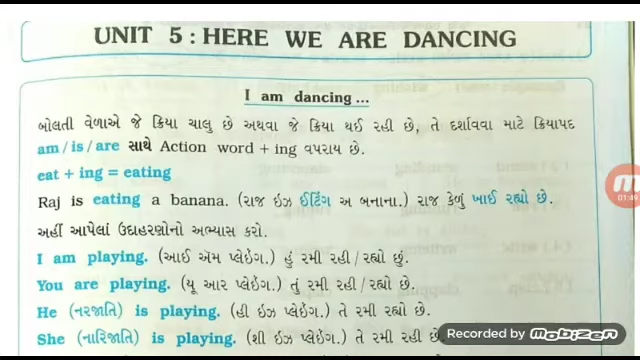 UNIT 5 : HERE WE ARE DANCING
I am dancing ...
બોલતી વેળાએ જે ક્રિયા ચાલુ છે અથવા જે ક્રિયા થઈ રહી છે, તે દર્શાવવા માટે ક્રિયાપદ
am / is / are સાથે Action word + ing વપરાય છે.
eat + ing = eating
Raj is eating a banana. (રાજ ઇઝ ઈટિંગ અ બનાના.) રાજ કેળું ખાઈ રહ્યો છે.
અહીં આપેલાં ઉદાહરણોનો અભ્યાસ કરો.
I am playing. (આઈ ઍમ પ્લેઇંગ.) હું રમી રહી / રહ્યો છું.
You are playing. (યૂ આર પ્લેઇંગ.) તું રમી રહી / રહ્યો છે.
He (નરજાતિ) is playing. (હી ઇઝ પ્લેઇંગ.) તે રમી રહ્યો છે.
She (નારિજાતિ) is playing. (શી ઇઝ પ્લેઇંગ.) તે રમી રહી છે.
01:49
Recorded by Mobizen